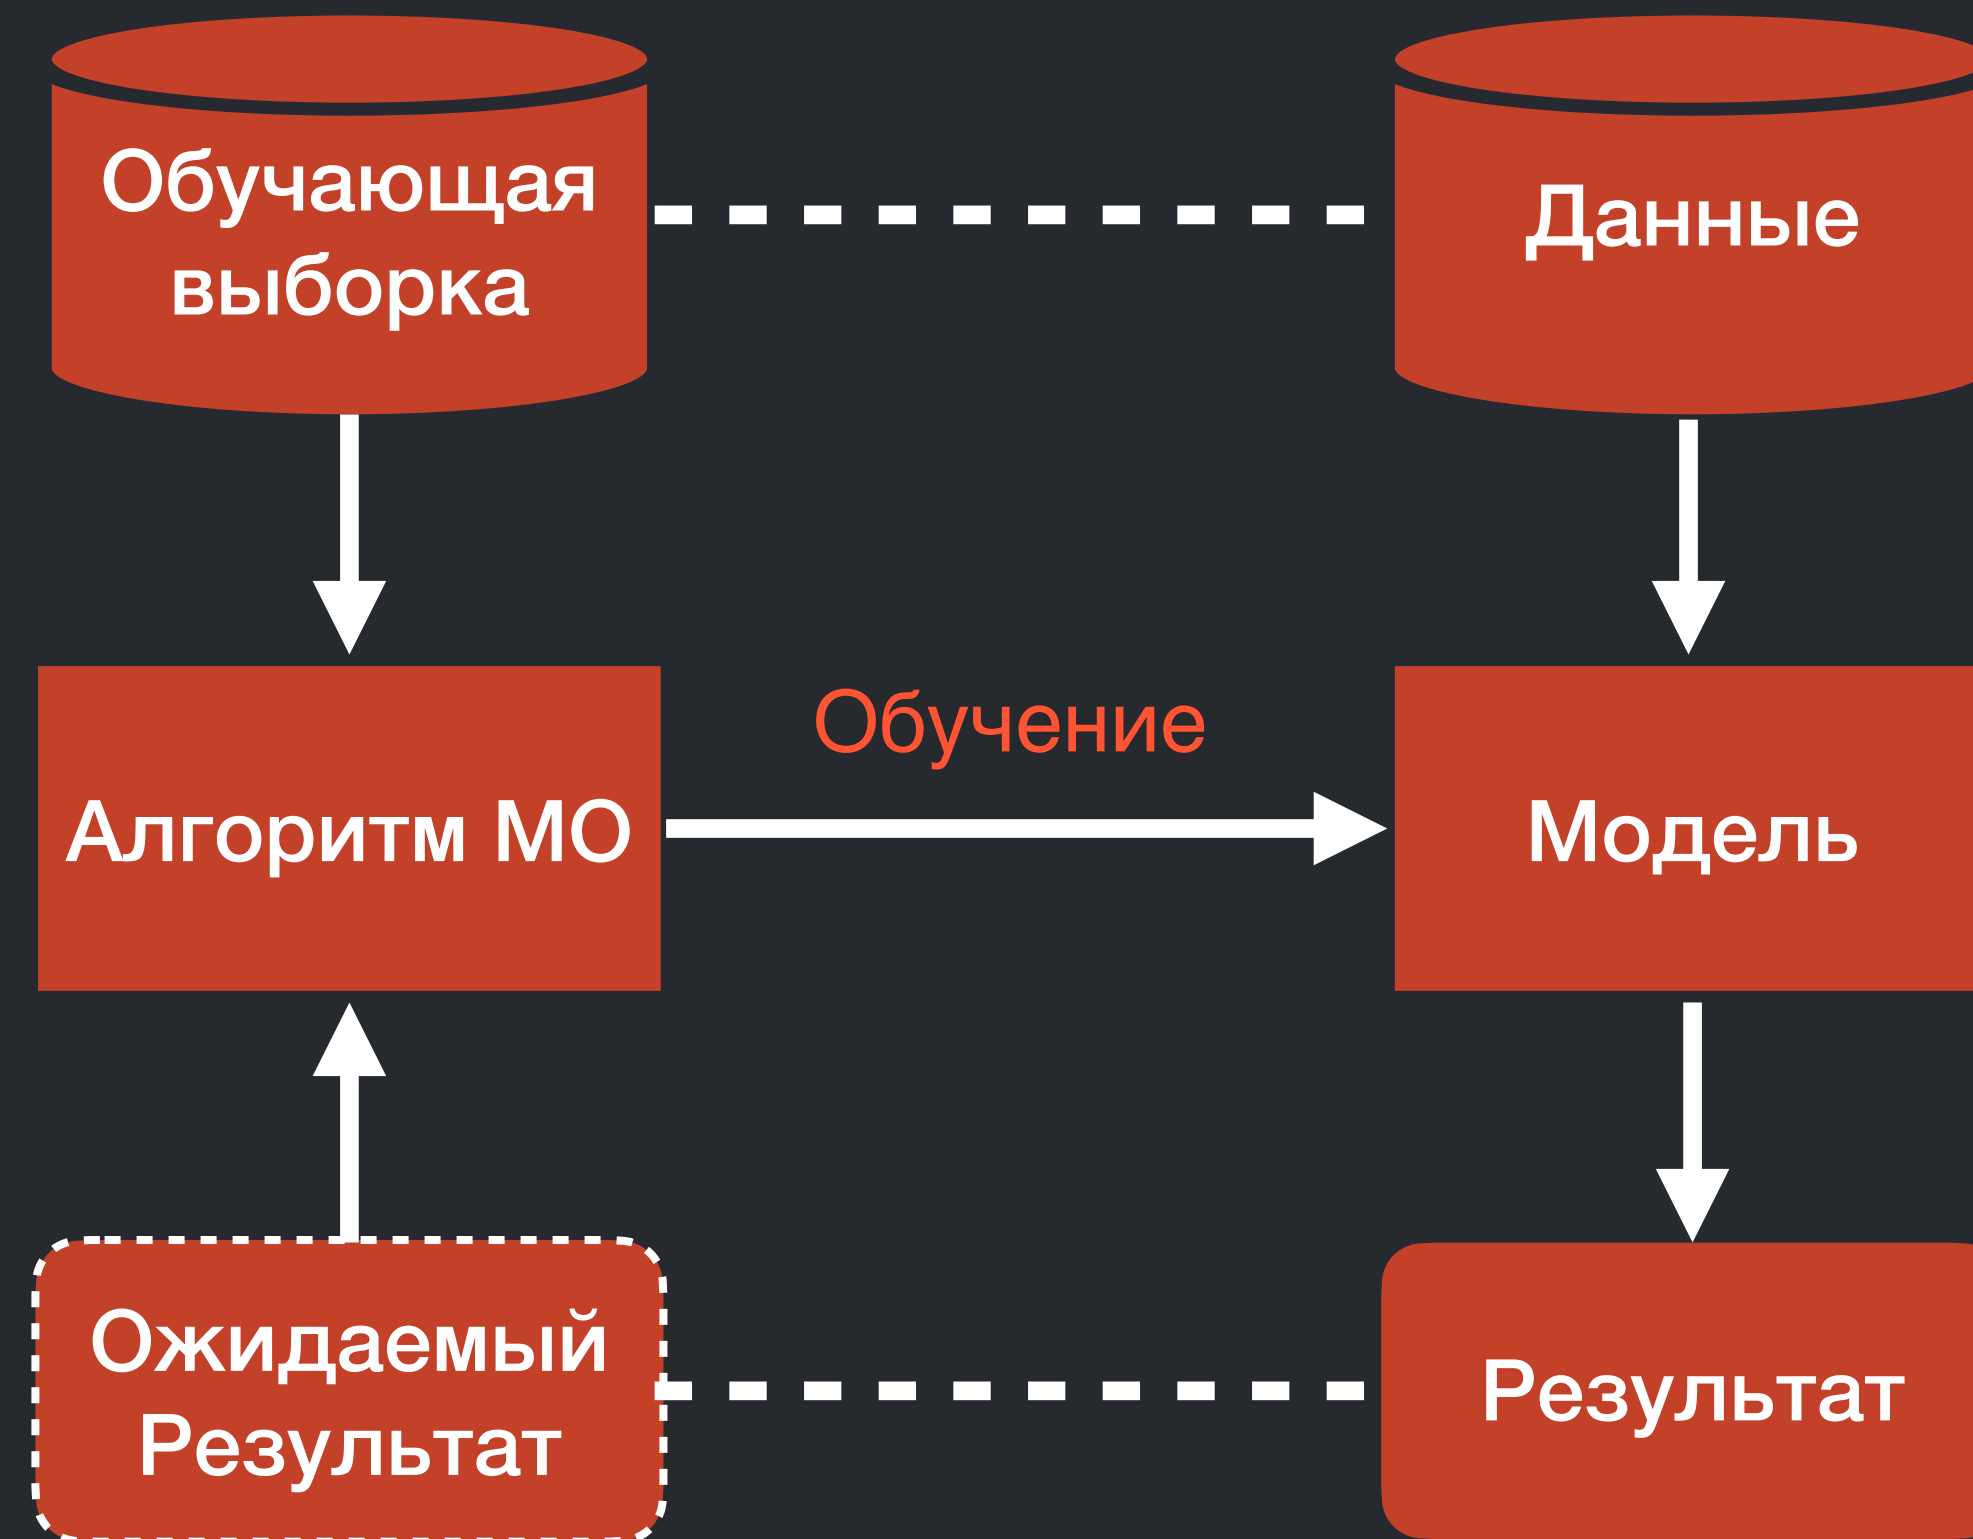 Обучающая
выборка
Данные
Обучение
Алгоритм МО
Модель
Ожидаемый
Результат
Результат